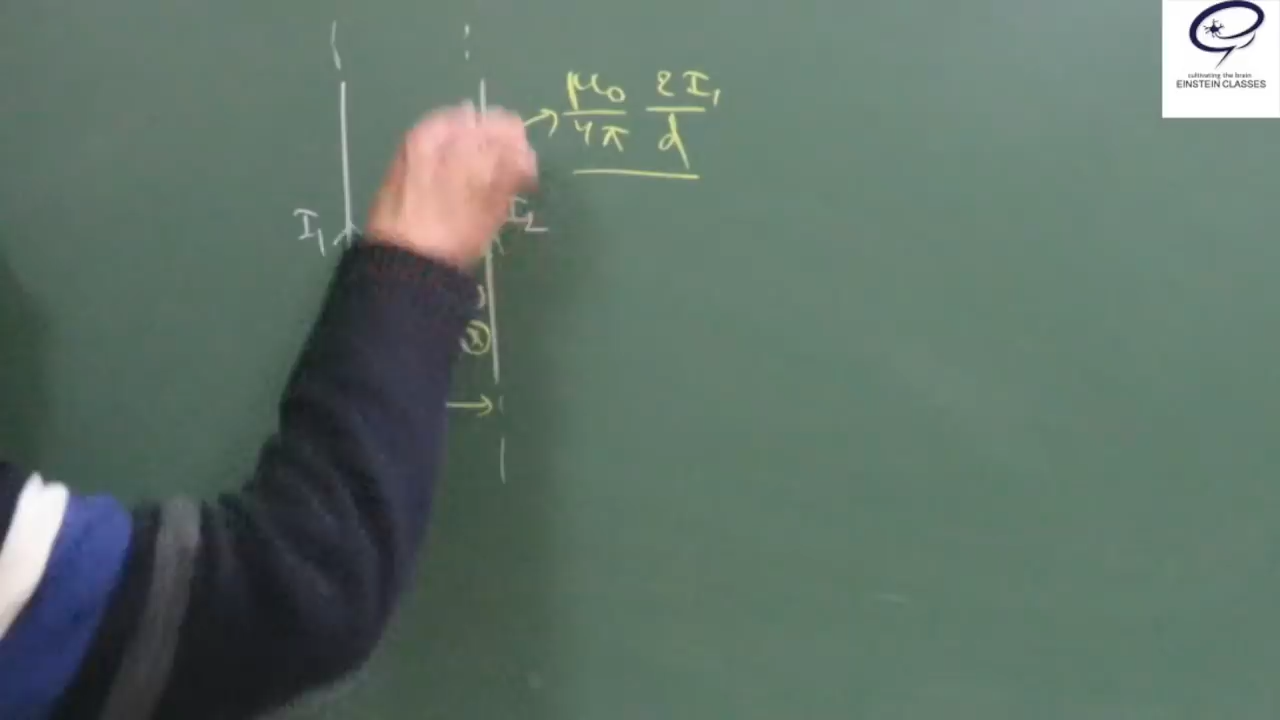 cultivating the brain
EINSTEIN CLASSES
μ₀ 2I₁
4π d
I₁
I₂